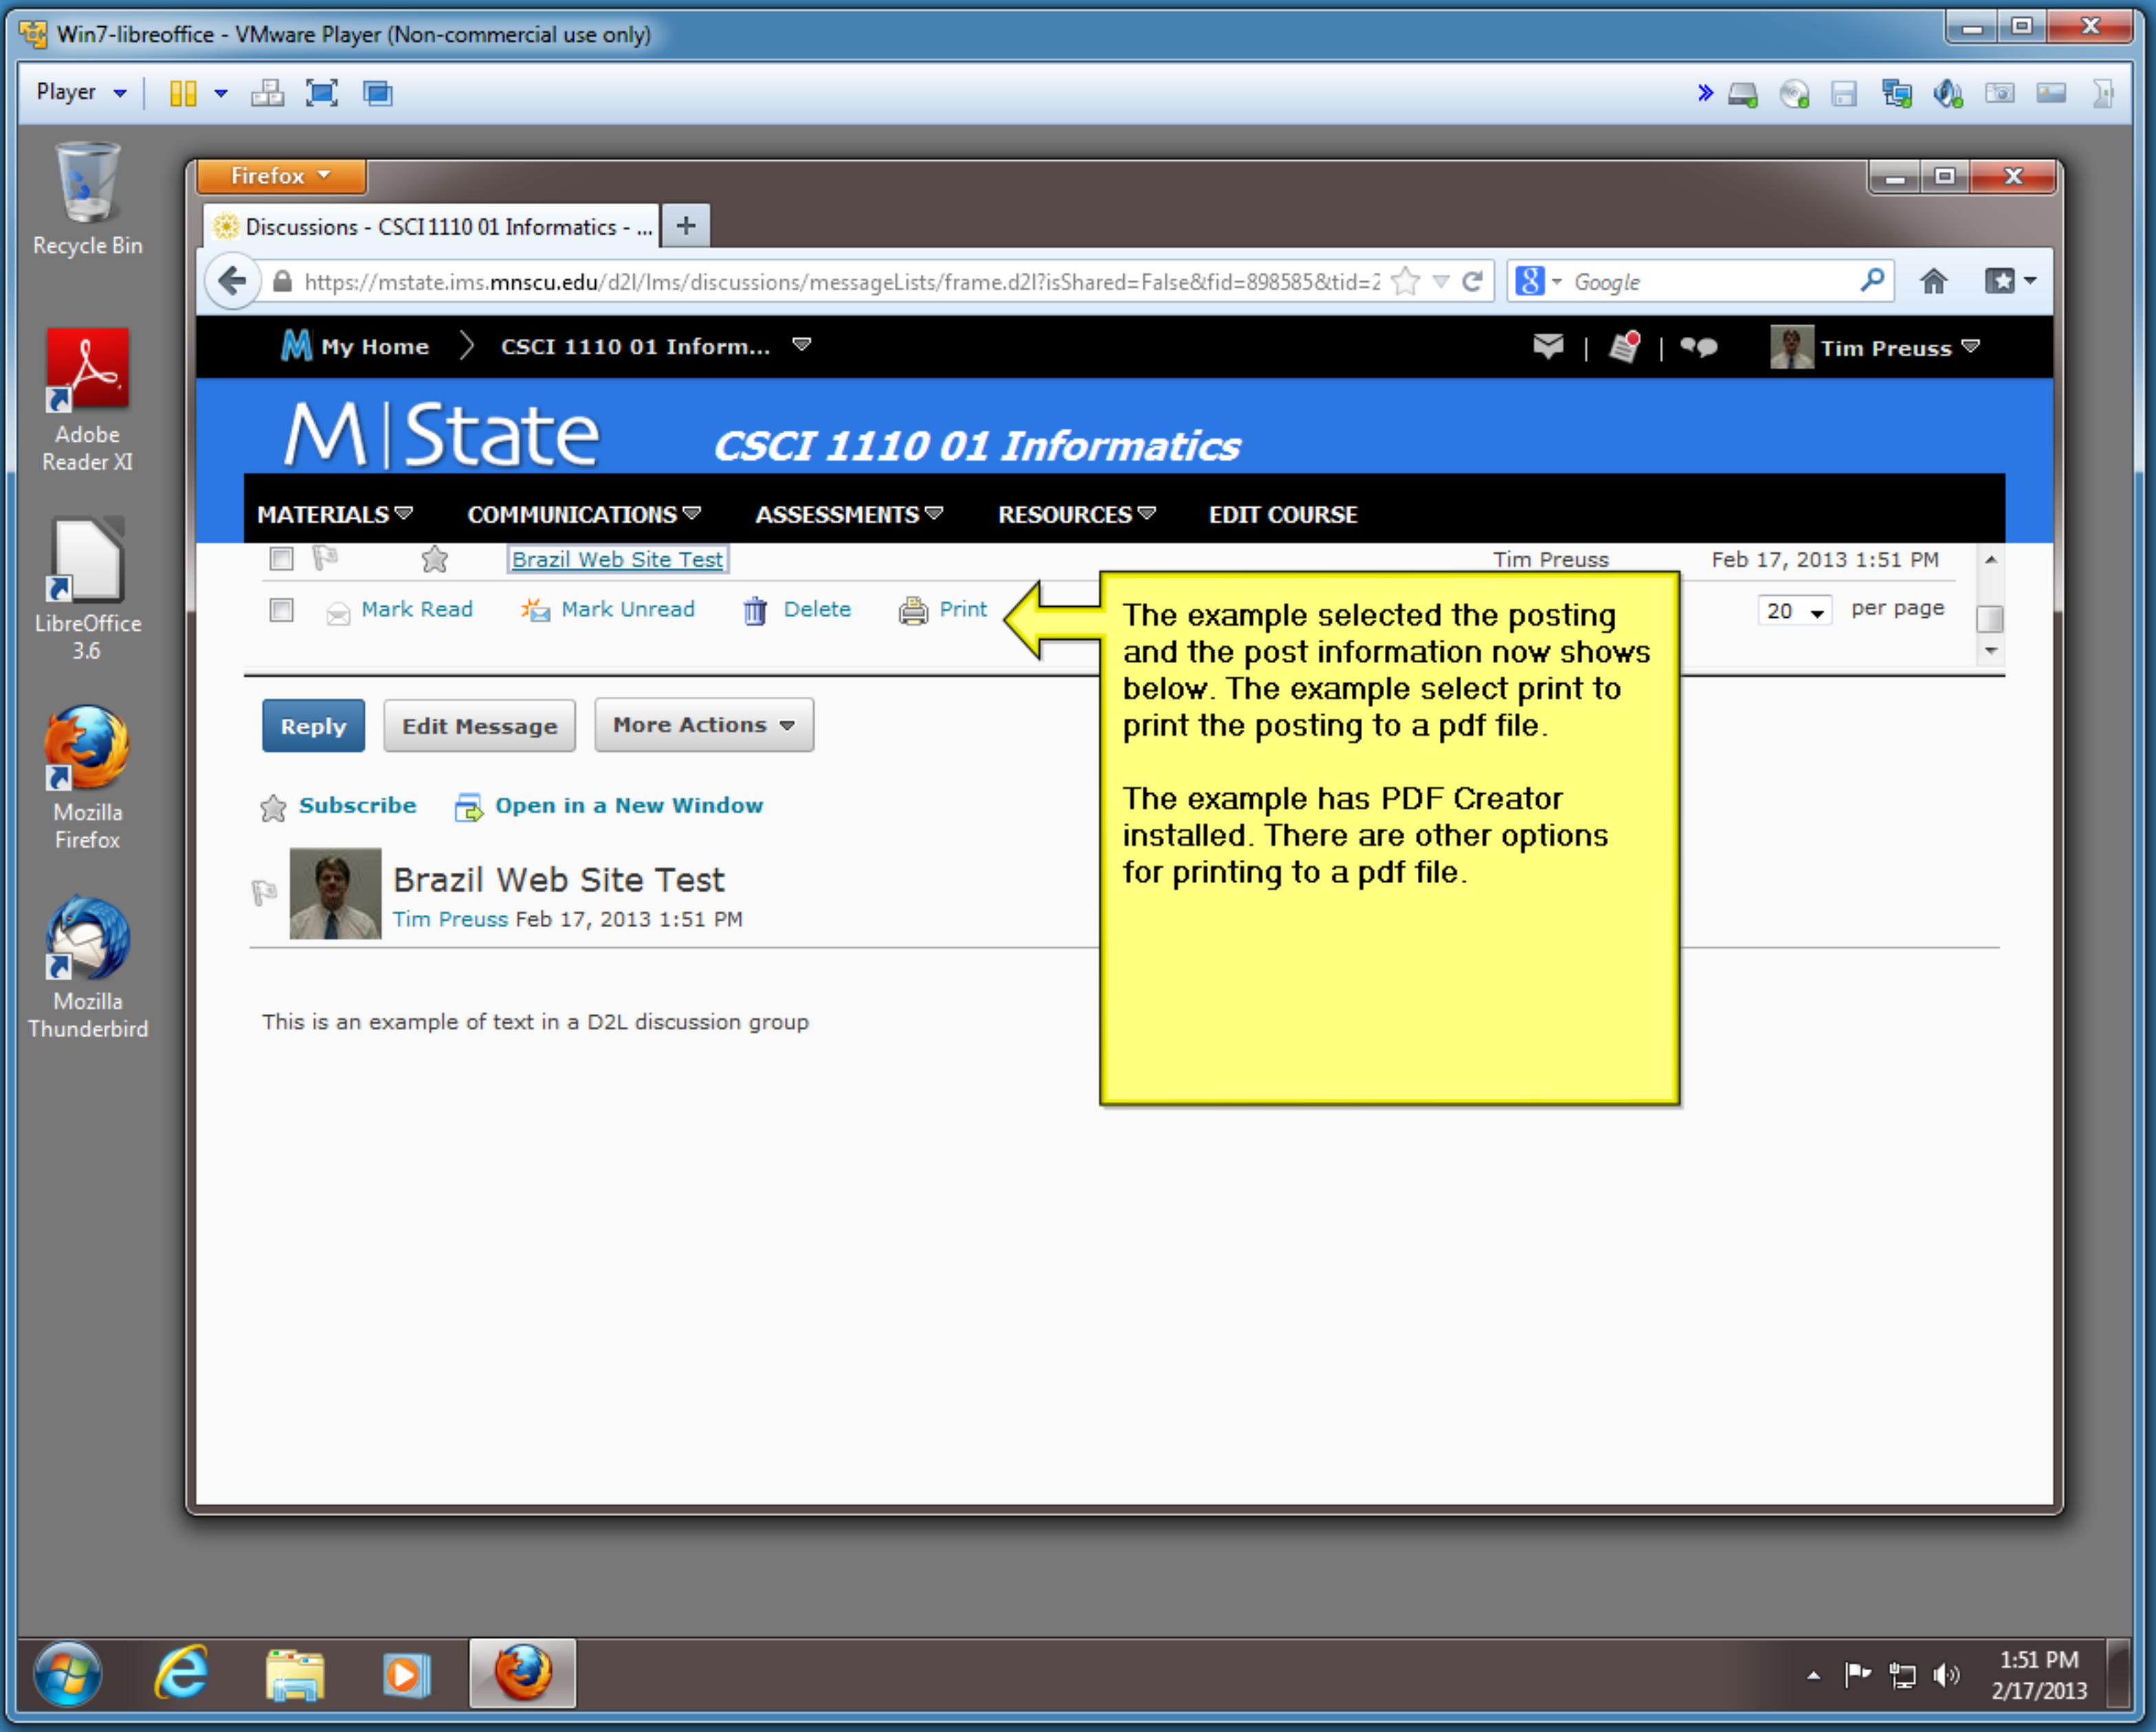 Win7-libreoffice - VMware Player (Non-commercial use only)
Player
Recycle Bin
Adobe
Reader XI
LibreOffice
3.6
Mozilla
Firefox
Mozilla
Thunderbird
Firefox
Discussions - CSCI 1110 01 Informatics - ...
https://mstate.ims.mnscu.edu/d2l/lms/discussions/messageLists/frame.d2l?isShared=False&fid=898585&tid=2
Google
My Home
CSCI 1110 01 Inform...
Tim Preuss
M|State
CSCI 1110 01 Informatics
MATERIALS COMMUNICATIONS ASSESSMENTS RESOURCES EDIT COURSE
Brazil Web Site Test Tim Preuss Feb 17, 2013 1:51 PM
Mark Read Mark Unread Delete Print 20 per page
The example selected the posting
and the post information now shows
below. The example select print to
print the posting to a pdf file.
The example has PDF Creator
installed. There are other options
for printing to a pdf file.
Reply Edit Message More Actions
Subscribe Open in a New Window
Brazil Web Site Test
Tim Preuss Feb 17, 2013 1:51 PM
This is an example of text in a D2L discussion group
1:51 PM
2/17/2013